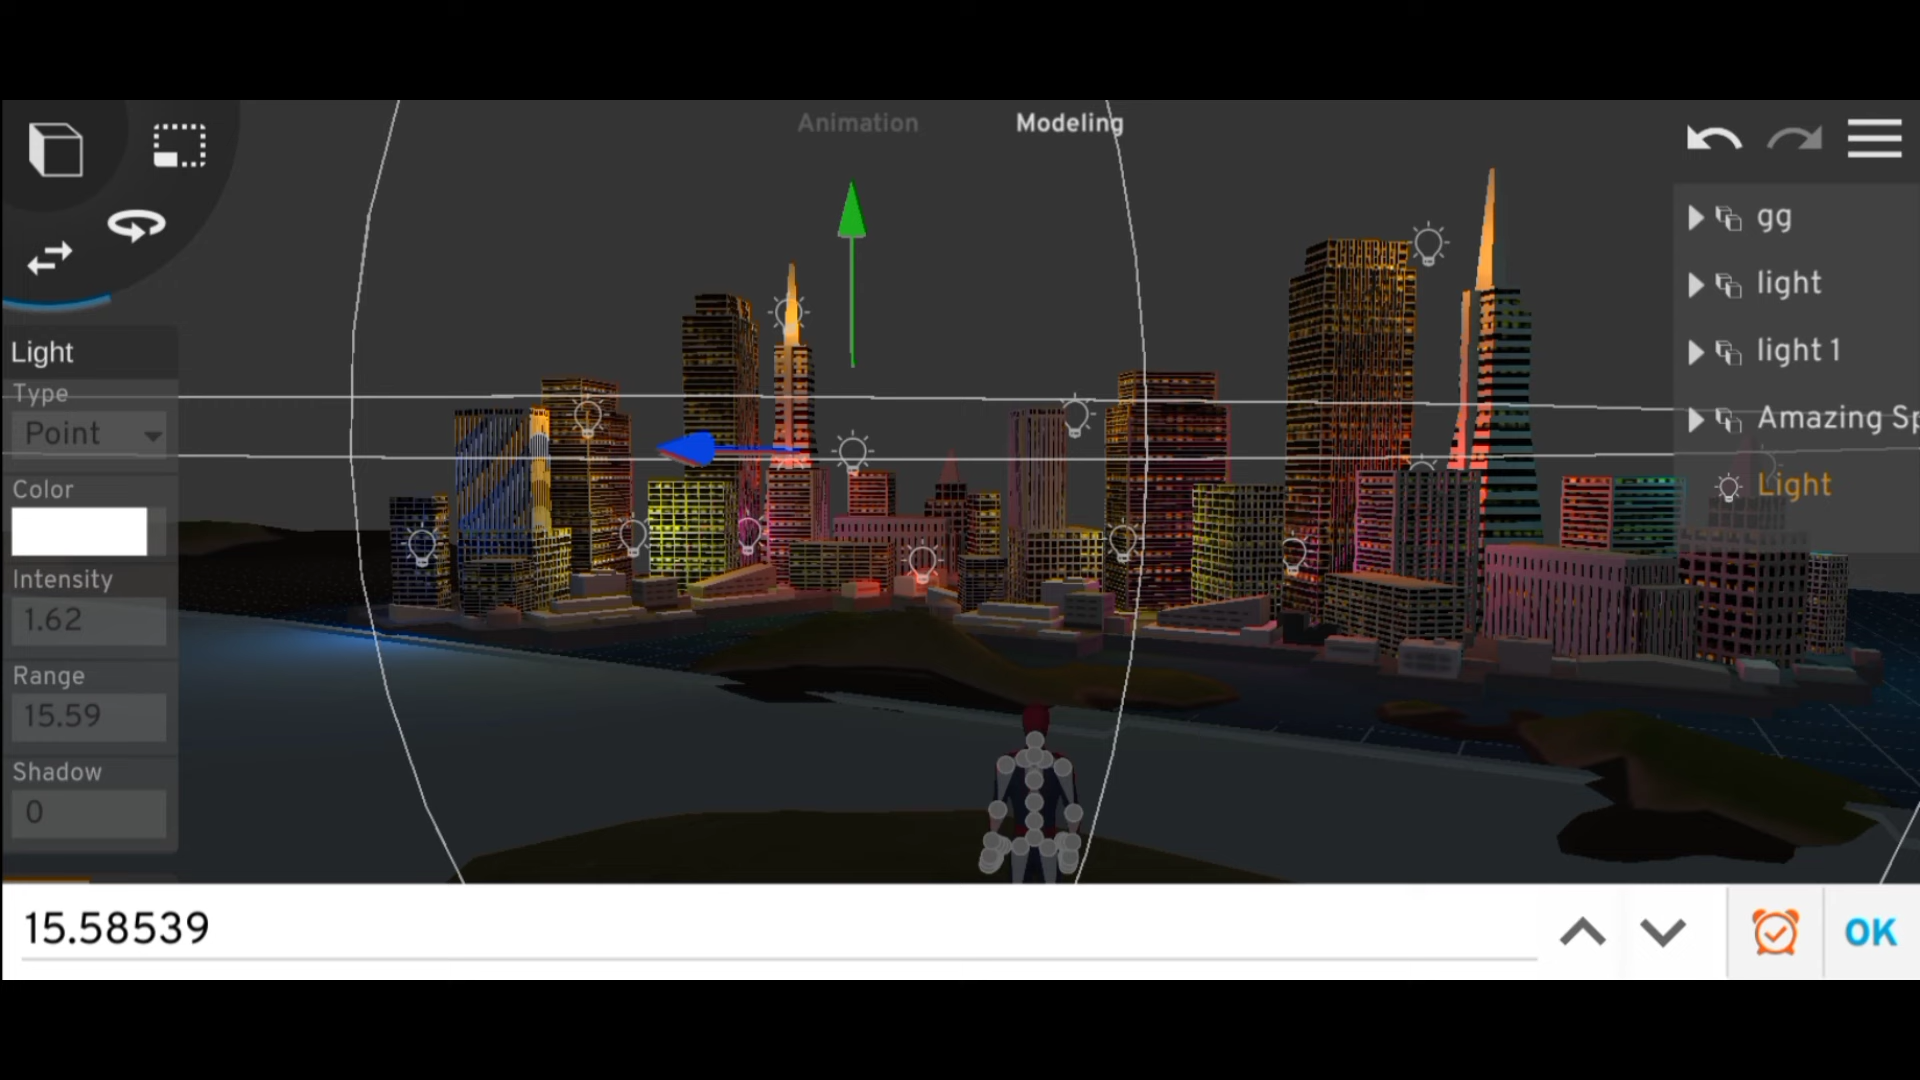 Animation Modeling
gg
light
light 1
Amazing Sp
Light
Light
Type
Point
Color
Intensity
1.62
Range
15.59
Shadow
0
15.58539
OK